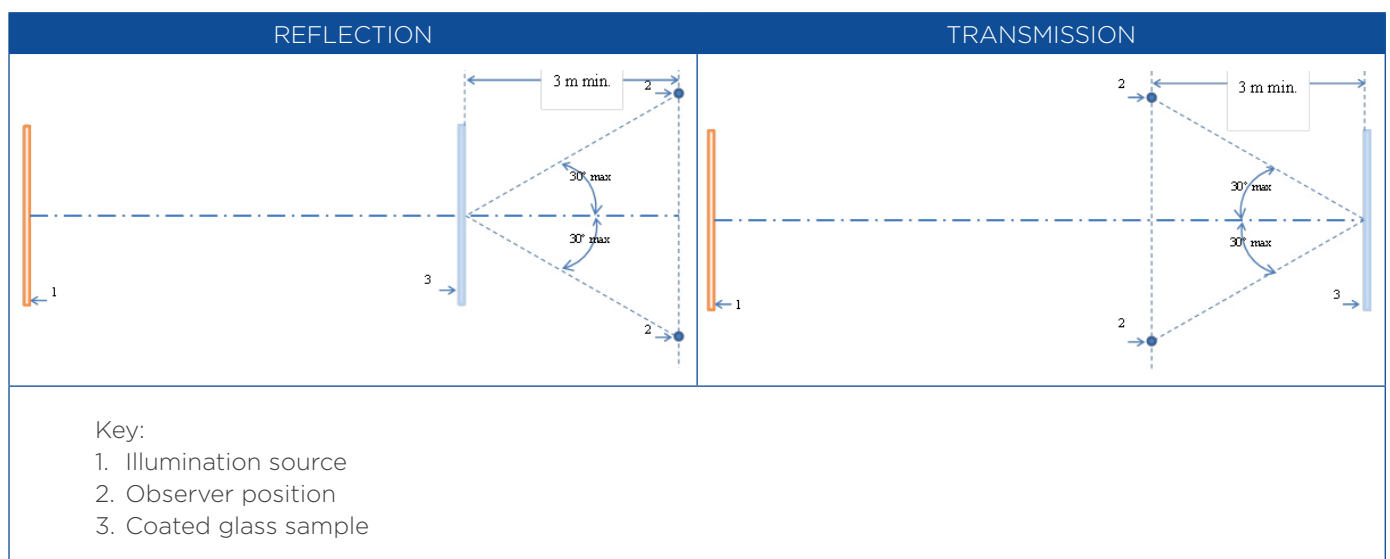 REFLECTION
3 m min.
2
30° max
30° max
3
1
2
TRANSMISSION
2
3 m min.
30° max
30° max
3
1
2
Key:
1. Illumination source
2. Observer position
3. Coated glass sample